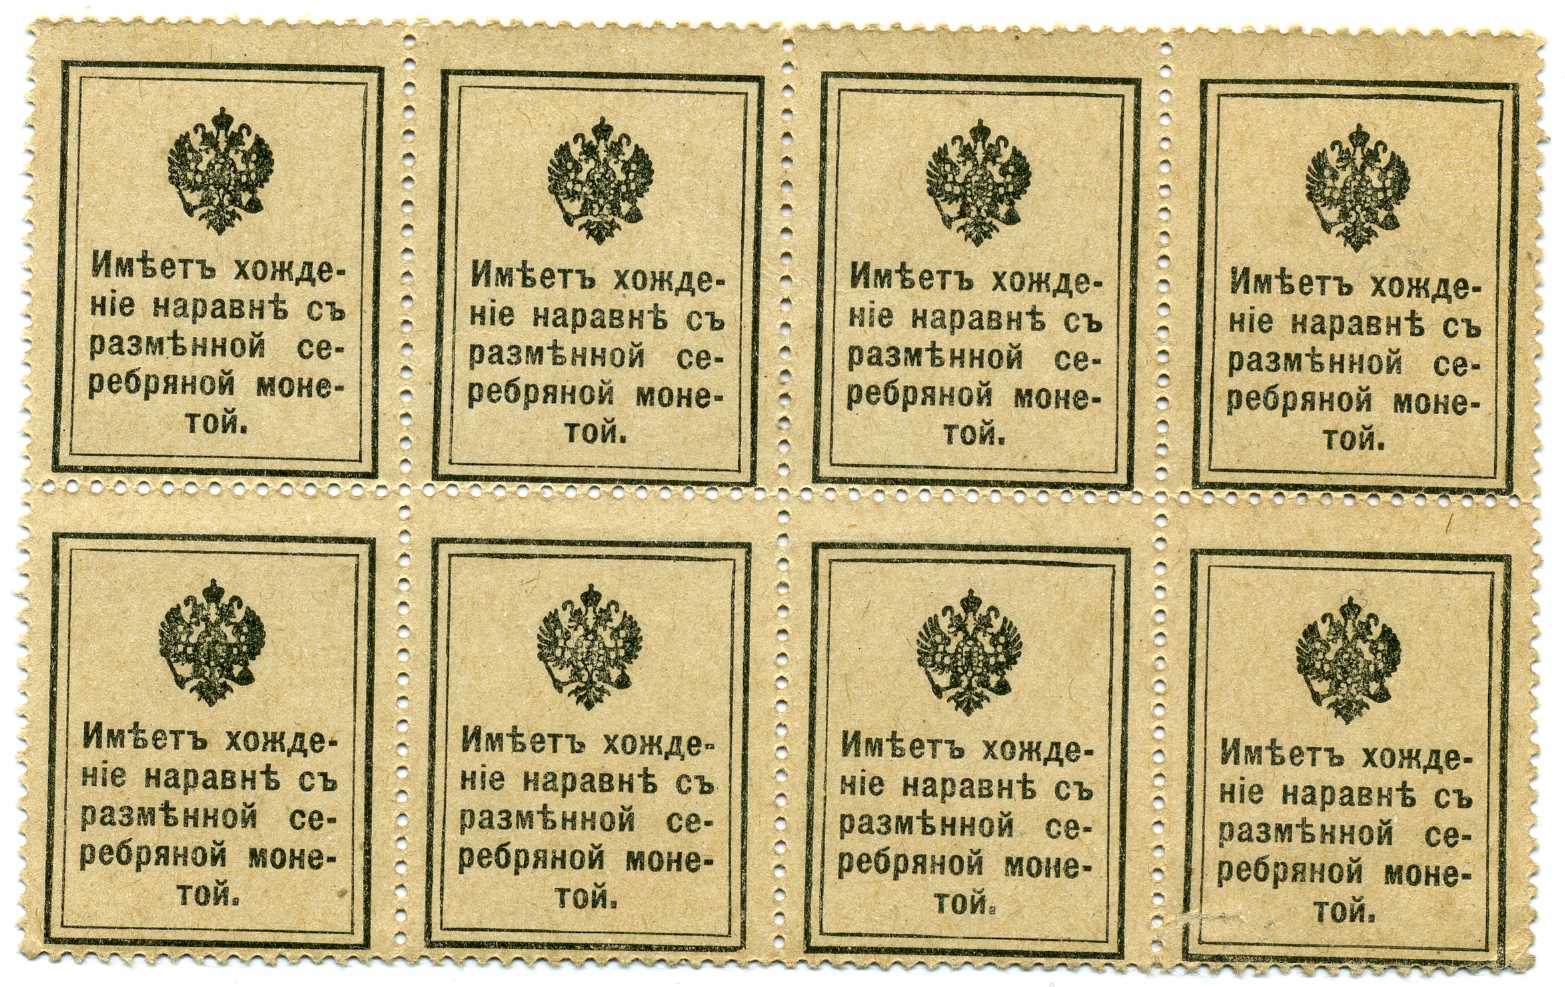 Имѣетъ хожде-
ніе наравнѣ съ
размѣнной се-
ребряной моне-
той.
Имѣетъ хожде-
ніе наравнѣ съ
размѣнной се-
ребряной моне-
той.
Имѣетъ хожде-
ніе наравнѣ съ
размѣнной се-
ребряной моне-
той.
Имѣетъ хожде-
ніе наравнѣ съ
размѣнной се-
ребряной моне-
той.
Имѣетъ хожде-
ніе наравнѣ съ
размѣнной се-
ребряной моне-
той.
Имѣетъ хожде-
ніе наравнѣ съ
размѣнной се-
ребряной моне-
той.
Имѣетъ хожде-
ніе наравнѣ съ
размѣнной се-
ребряной моне-
той.
Имѣетъ хожде-
ніе наравнѣ съ
размѣнной се-
ребряной моне-
той.